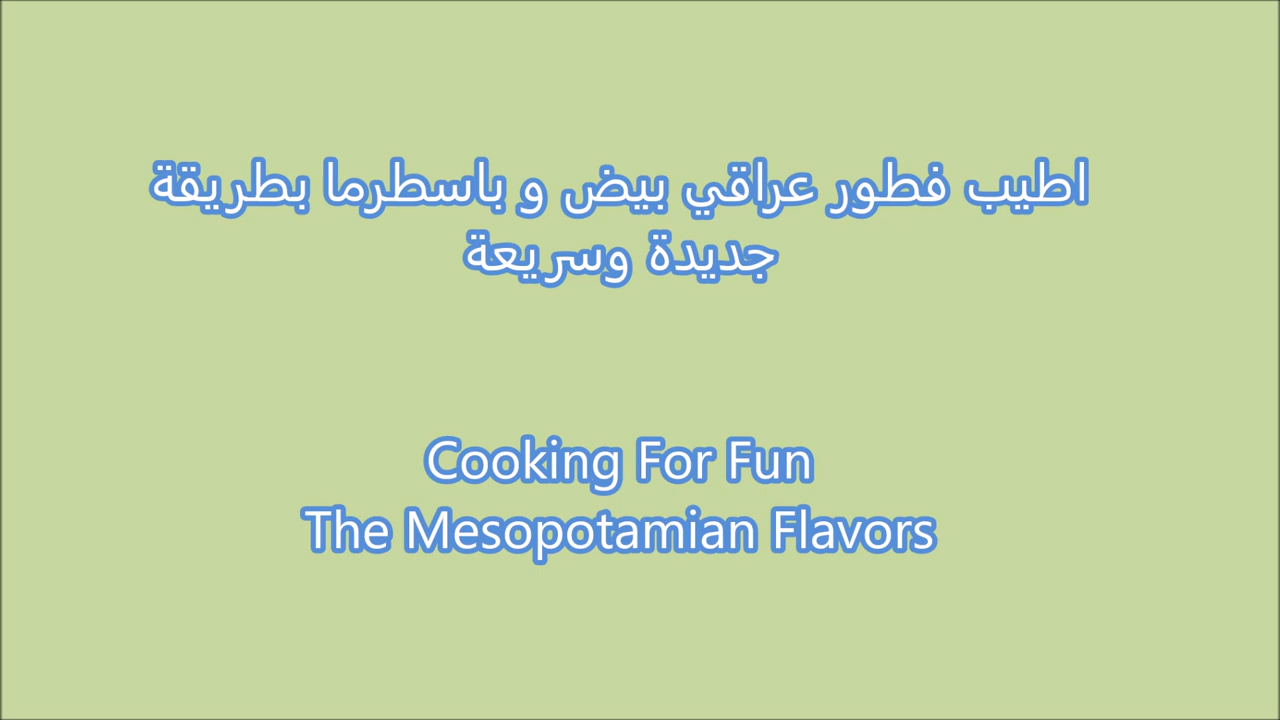 اطيب فطور عراقي بيض و باسطرما بطريقة
جديدة وسريعة
Cooking For Fun
The Mesopotamian Flavors